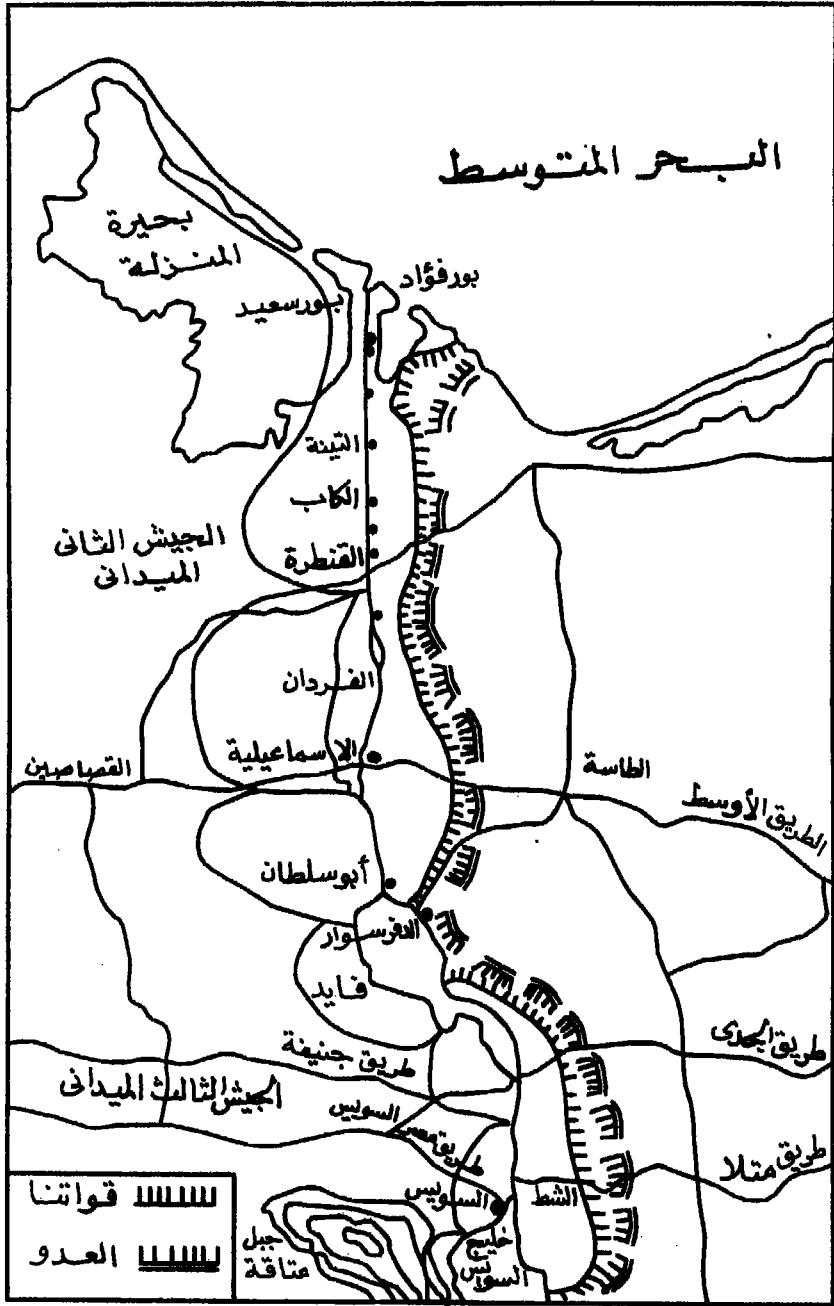 البحر المتوسط
بحيرة
المنزلة
بورفؤاد
بورسعيد
التينة
الكاب
الجيش الثانى
الميدانى
القنطرة
الفردان
الاسماعيلية
القصاصين
الطاسة
الطريق الأوسط
أبوسلطان
الدفرسوار
فايد
طريق الجدى
طريق جنيفة
الجيش الثالث الميدانى
طريق مصر السويس
طريق متلا
الشط
السويس
خليج
السويس
جبل
عتاقة
قواتنا
العدو